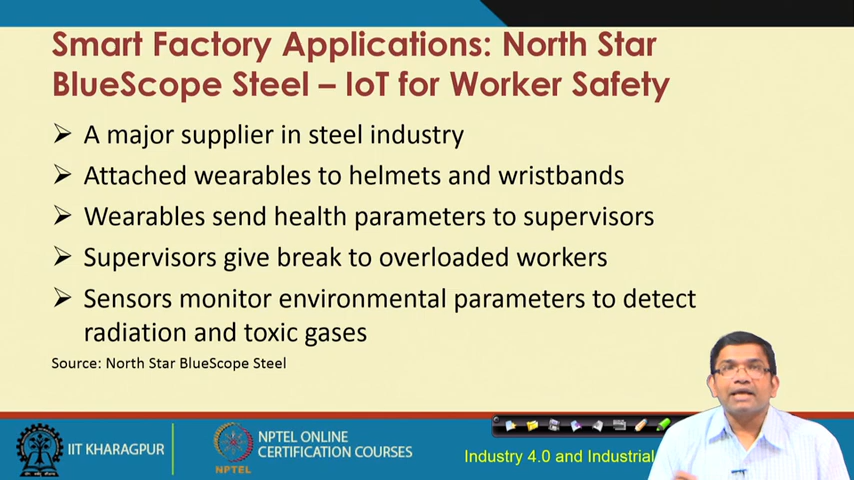 Smart Factory Applications: North Star
BlueScope Steel – IoT for Worker Safety
➢ A major supplier in steel industry
➢ Attached wearables to helmets and wristbands
➢ Wearables send health parameters to supervisors
➢ Supervisors give break to overloaded workers
➢ Sensors monitor environmental parameters to detect
radiation and toxic gases
Source: North Star BlueScope Steel
IIT KHARAGPUR
NPTEL
NPTEL ONLINE
CERTIFICATION COURSES
Industry 4.0 and Industrial